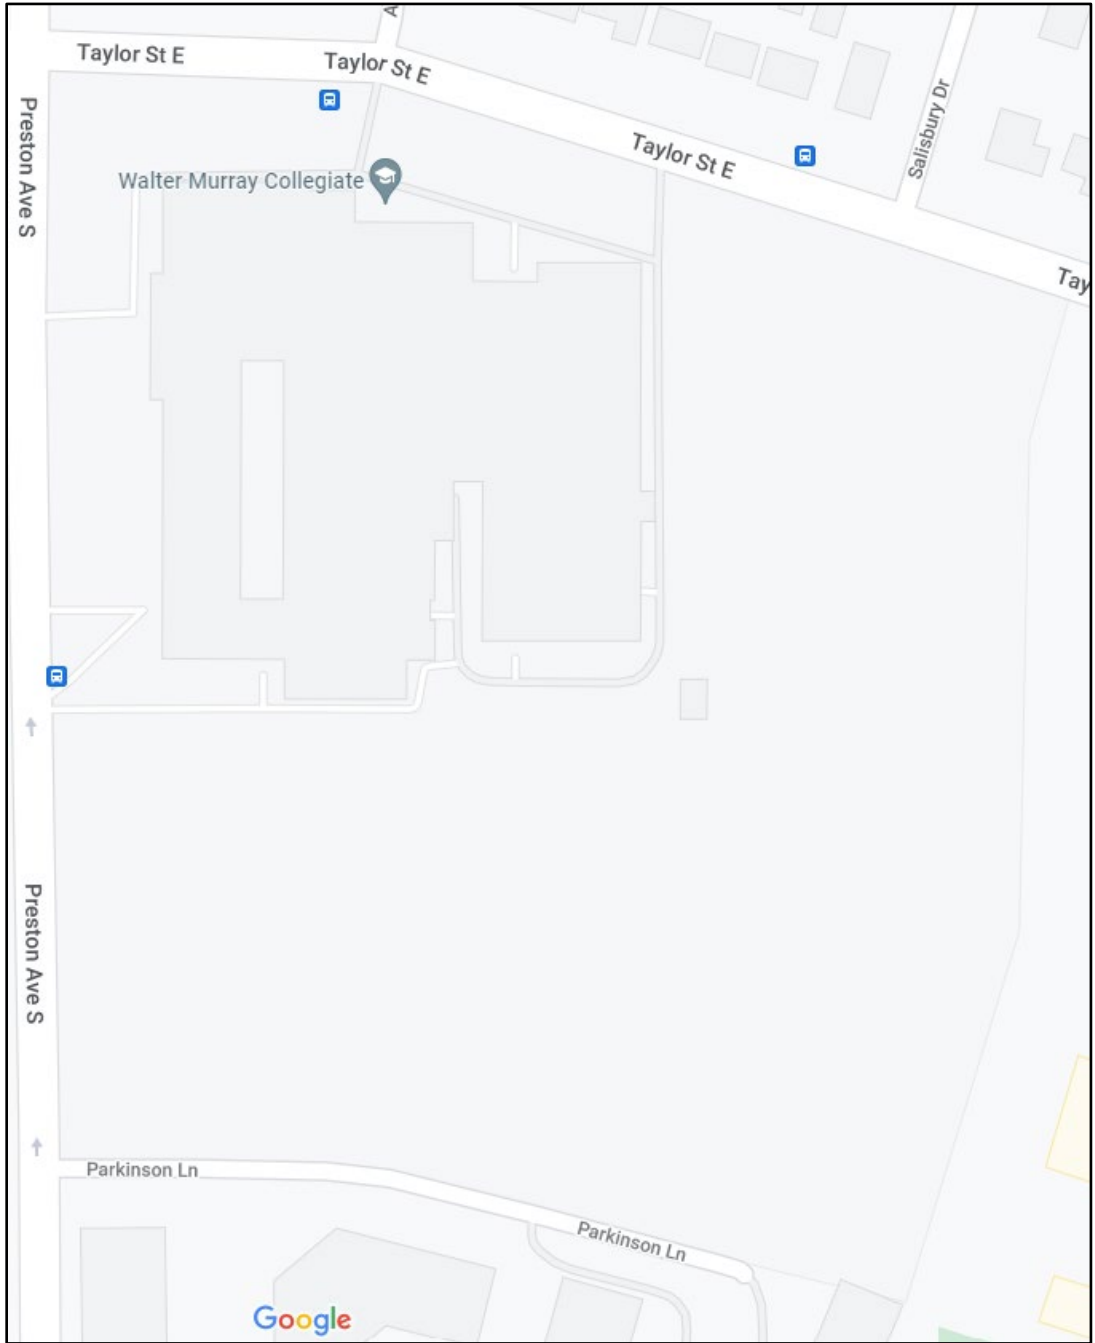 A
Taylor St E
Taylor St E
Taylor St E
Salisbury Dr
Preston Ave S
Walter Murray Collegiate
Tay
Preston Ave S
Parkinson Ln
Parkinson Ln
Google